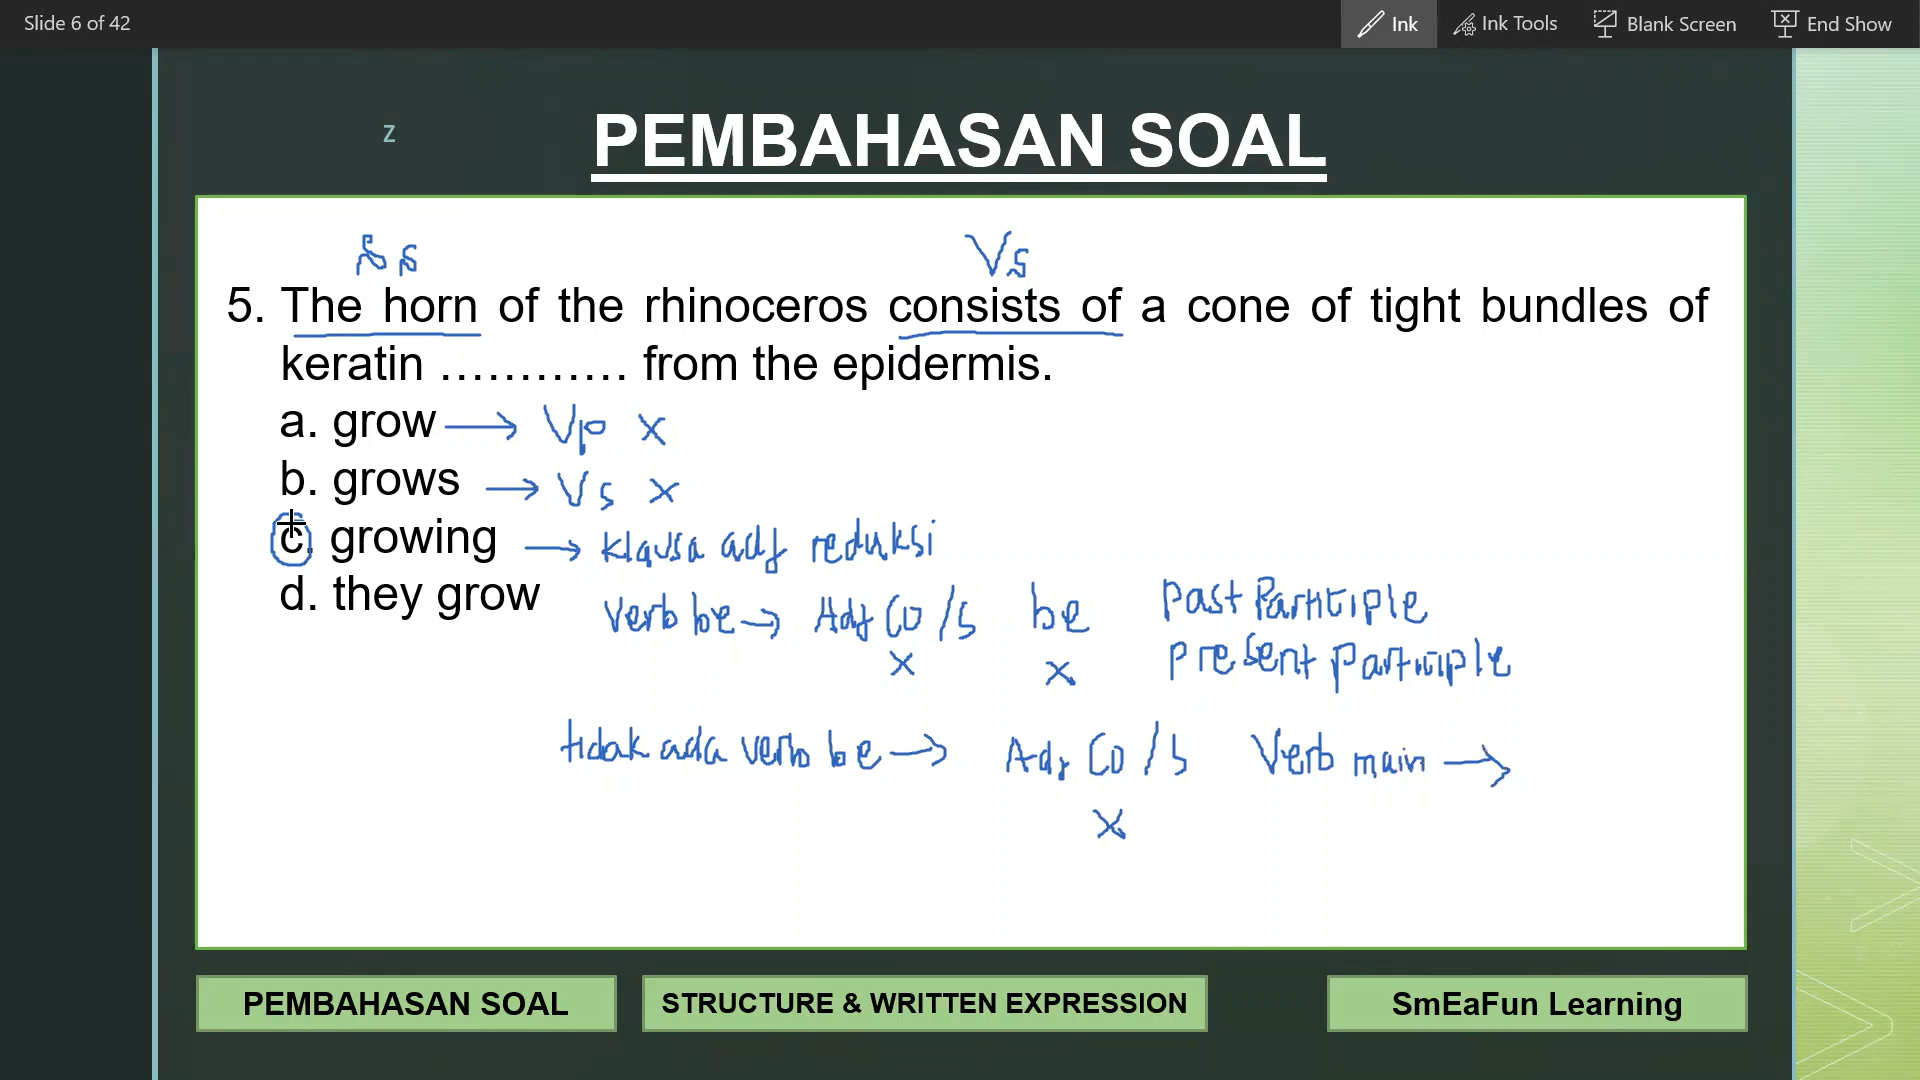 Slide 6 of 42
Ink
Ink Tools
Blank Screen
End Show
z
PEMBAHASAN SOAL
Ss Vs
5. The horn of the rhinoceros consists of a cone of tight bundles of
keratin ………… from the epidermis.
a. grow → Vp x
b. grows → Vs x
c. growing → klausa adj reduksi
d. they grow
Verb be → Adj Co/s be Past Participle
x x Present Participle
tidak ada verb be → Adj Co/s Verb main →
x
PEMBAHASAN SOAL
STRUCTURE & WRITTEN EXPRESSION
SmEaFun Learning